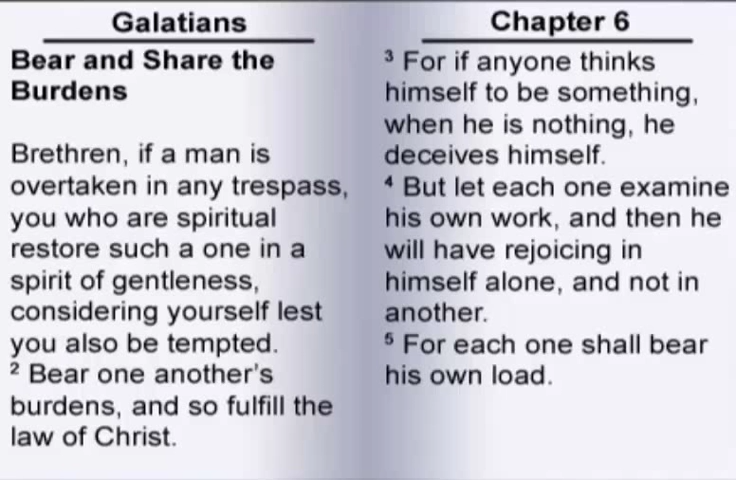 Galatians
Bear and Share the
Burdens
Brethren, if a man is
overtaken in any trespass,
you who are spiritual
restore such a one in a
spirit of gentleness,
considering yourself lest
you also be tempted.
² Bear one another's
burdens, and so fulfill the
law of Christ.
Chapter 6
³ For if anyone thinks
himself to be something,
when he is nothing, he
deceives himself.
⁴ But let each one examine
his own work, and then he
will have rejoicing in
himself alone, and not in
another.
⁵ For each one shall bear
his own load.